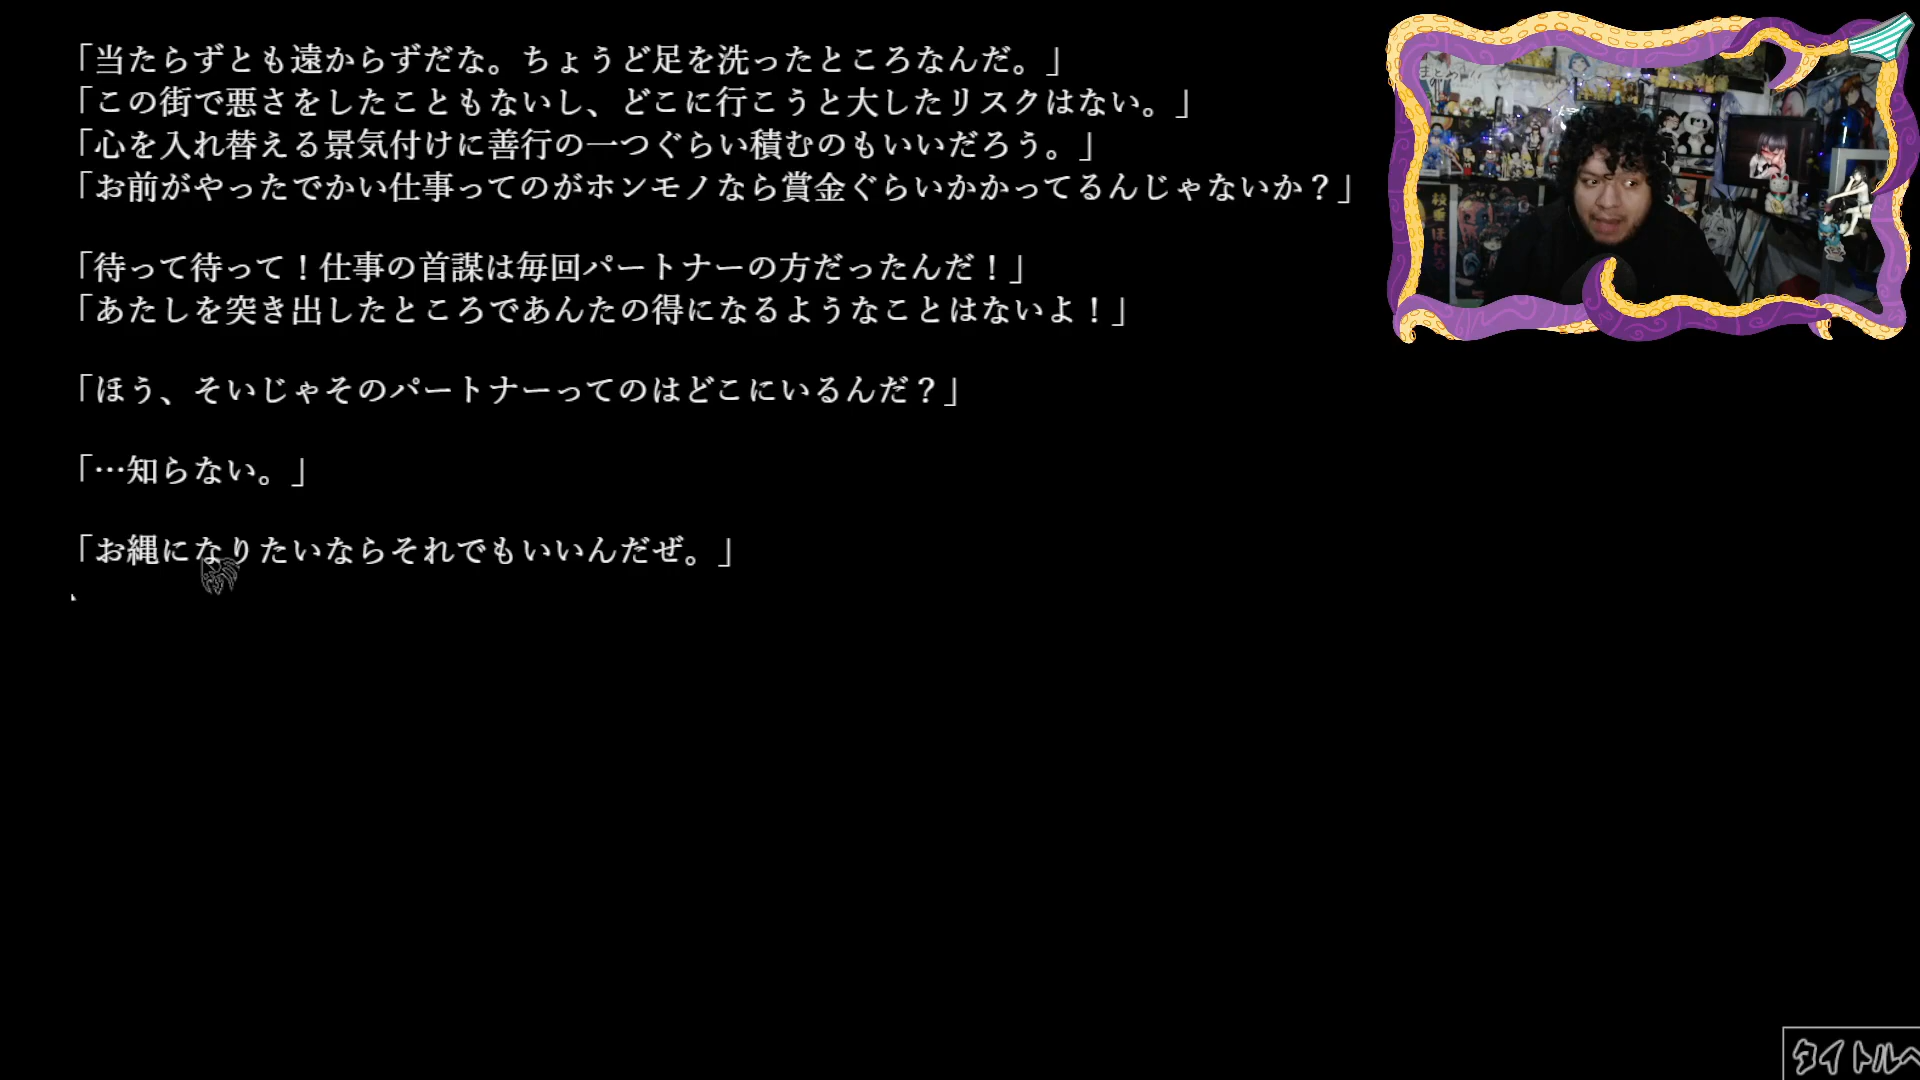 「当たらずとも遠からずだな。ちょうど足を洗ったところなんだ。」
「この街で悪さをしたこともないし、どこに行こうと大したリスクはない。」
「心を入れ替える景気付けに善行の一つぐらい積むのもいいだろう。」
「お前がやったでかい仕事ってのがホンモノなら賞金ぐらいかかってるんじゃないか？」
「待って待って！仕事の首謀は毎回パートナーの方だったんだ！」
「あたしを突き出したところであんたの得になるようなことはないよ！」
「ほう、そいじゃそのパートナーってのはどこにいるんだ？」
「…知らない。」
「お縄になりたいならそれでもいいんだぜ。」
タイトルへ